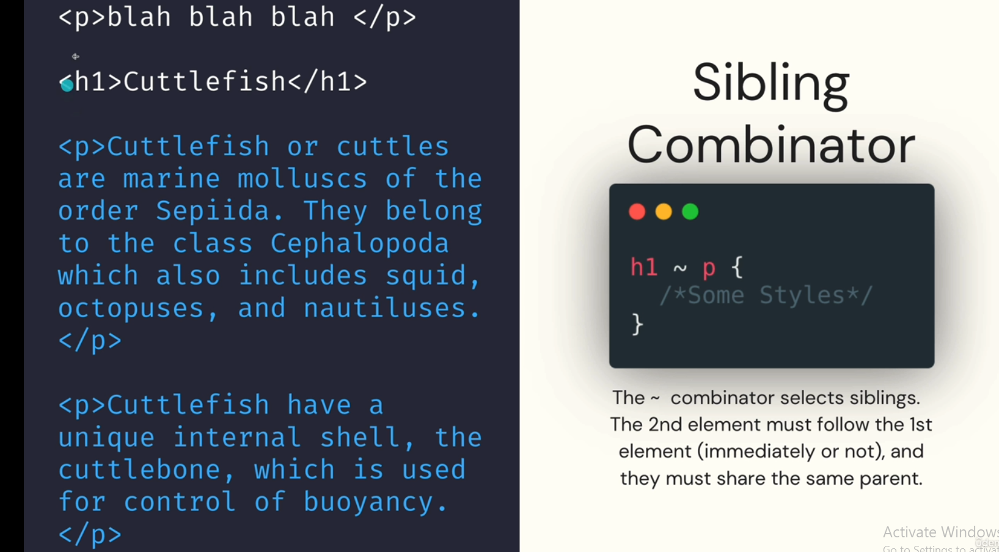 <p>blah blah blah </p>
<h1>Cuttlefish</h1>
<p>Cuttlefish or cuttles
are marine molluscs of the
order Sepiida. They belong
to the class Cephalopoda
which also includes squid,
octopuses, and nautiluses.
</p>
<p>Cuttlefish have a
unique internal shell, the
cuttlebone, which is used
for control of buoyancy.
</p>
Sibling
Combinator
h1 ~ p {
/*Some Styles*/
}
The ~ combinator selects siblings.
The 2nd element must follow the 1st
element (immediately or not), and
they must share the same parent.
Activate Windows
Go to Settings to